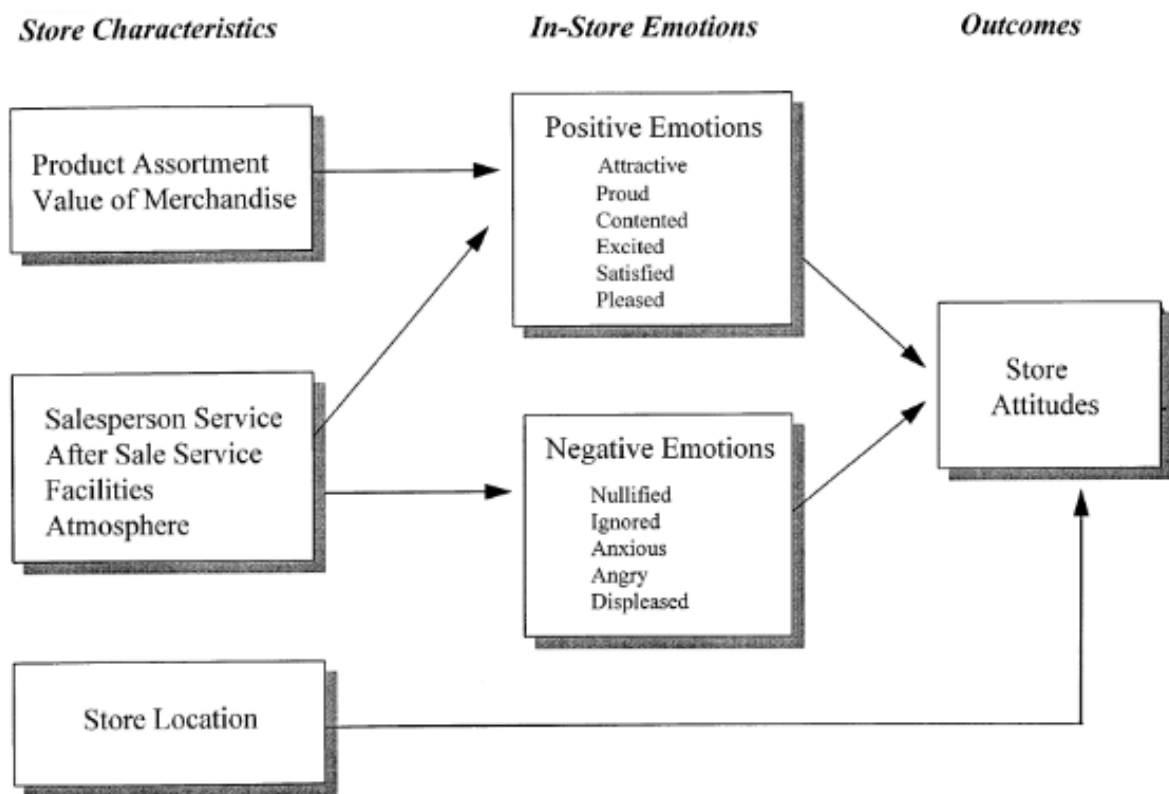 Store Characteristics
In-Store Emotions
Outcomes
Product Assortment
Value of Merchandise
Positive Emotions
Attractive
Proud
Contented
Excited
Satisfied
Pleased
Salesperson Service
After Sale Service
Facilities
Atmosphere
Negative Emotions
Nullified
Ignored
Anxious
Angry
Displeased
Store
Attitudes
Store Location